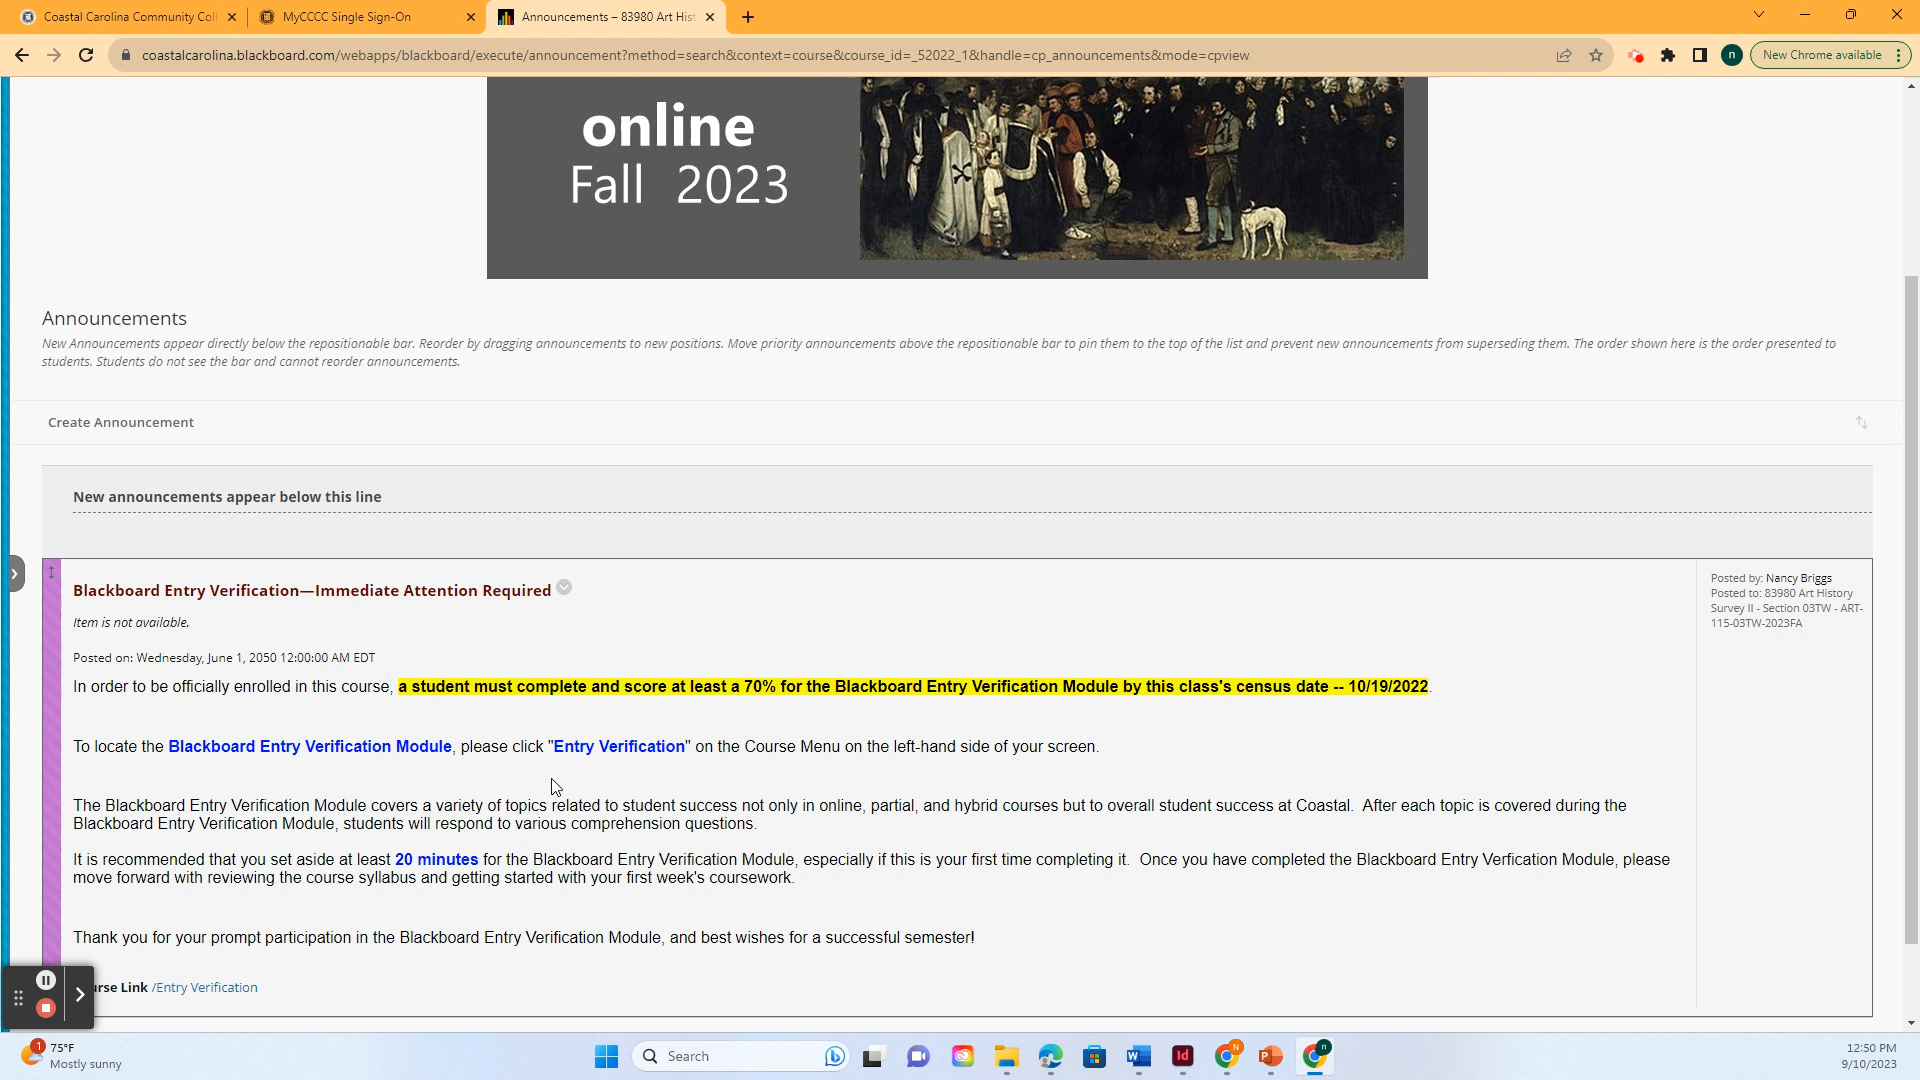 Coastal Carolina Community Coll
MyCCCC Single Sign-On
Announcements – 83980 Art Hist
coastalcarolina.blackboard.com/webapps/blackboard/execute/announcement?method=search&context=course&course_id=_52022_1&handle=cp_announcements&mode=cpview
n
New Chrome available
online
Fall 2023
Announcements
New Announcements appear directly below the repositionable bar. Reorder by dragging announcements to new positions. Move priority announcements above the repositionable bar to pin them to the top of the list and prevent new announcements from superseding them. The order shown here is the order presented to
students. Students do not see the bar and cannot reorder announcements.
Create Announcement
New announcements appear below this line
Blackboard Entry Verification—Immediate Attention Required
Item is not available.
Posted on: Wednesday, June 1, 2050 12:00:00 AM EDT
In order to be officially enrolled in this course, a student must complete and score at least a 70% for the Blackboard Entry Verification Module by this class's census date -- 10/19/2022.
To locate the Blackboard Entry Verification Module, please click "Entry Verification" on the Course Menu on the left-hand side of your screen.
The Blackboard Entry Verification Module covers a variety of topics related to student success not only in online, partial, and hybrid courses but to overall student success at Coastal. After each topic is covered during the
Blackboard Entry Verification Module, students will respond to various comprehension questions.
It is recommended that you set aside at least 20 minutes for the Blackboard Entry Verification Module, especially if this is your first time completing it. Once you have completed the Blackboard Entry Verfication Module, please
move forward with reviewing the course syllabus and getting started with your first week's coursework.
Thank you for your prompt participation in the Blackboard Entry Verification Module, and best wishes for a successful semester!
urse Link /Entry Verification
Posted by: Nancy Briggs
Posted to: 83980 Art History
Survey II - Section 03TW - ART-
115-03TW-2023FA
1
75°F
Mostly sunny
Search
12:50 PM
9/10/2023